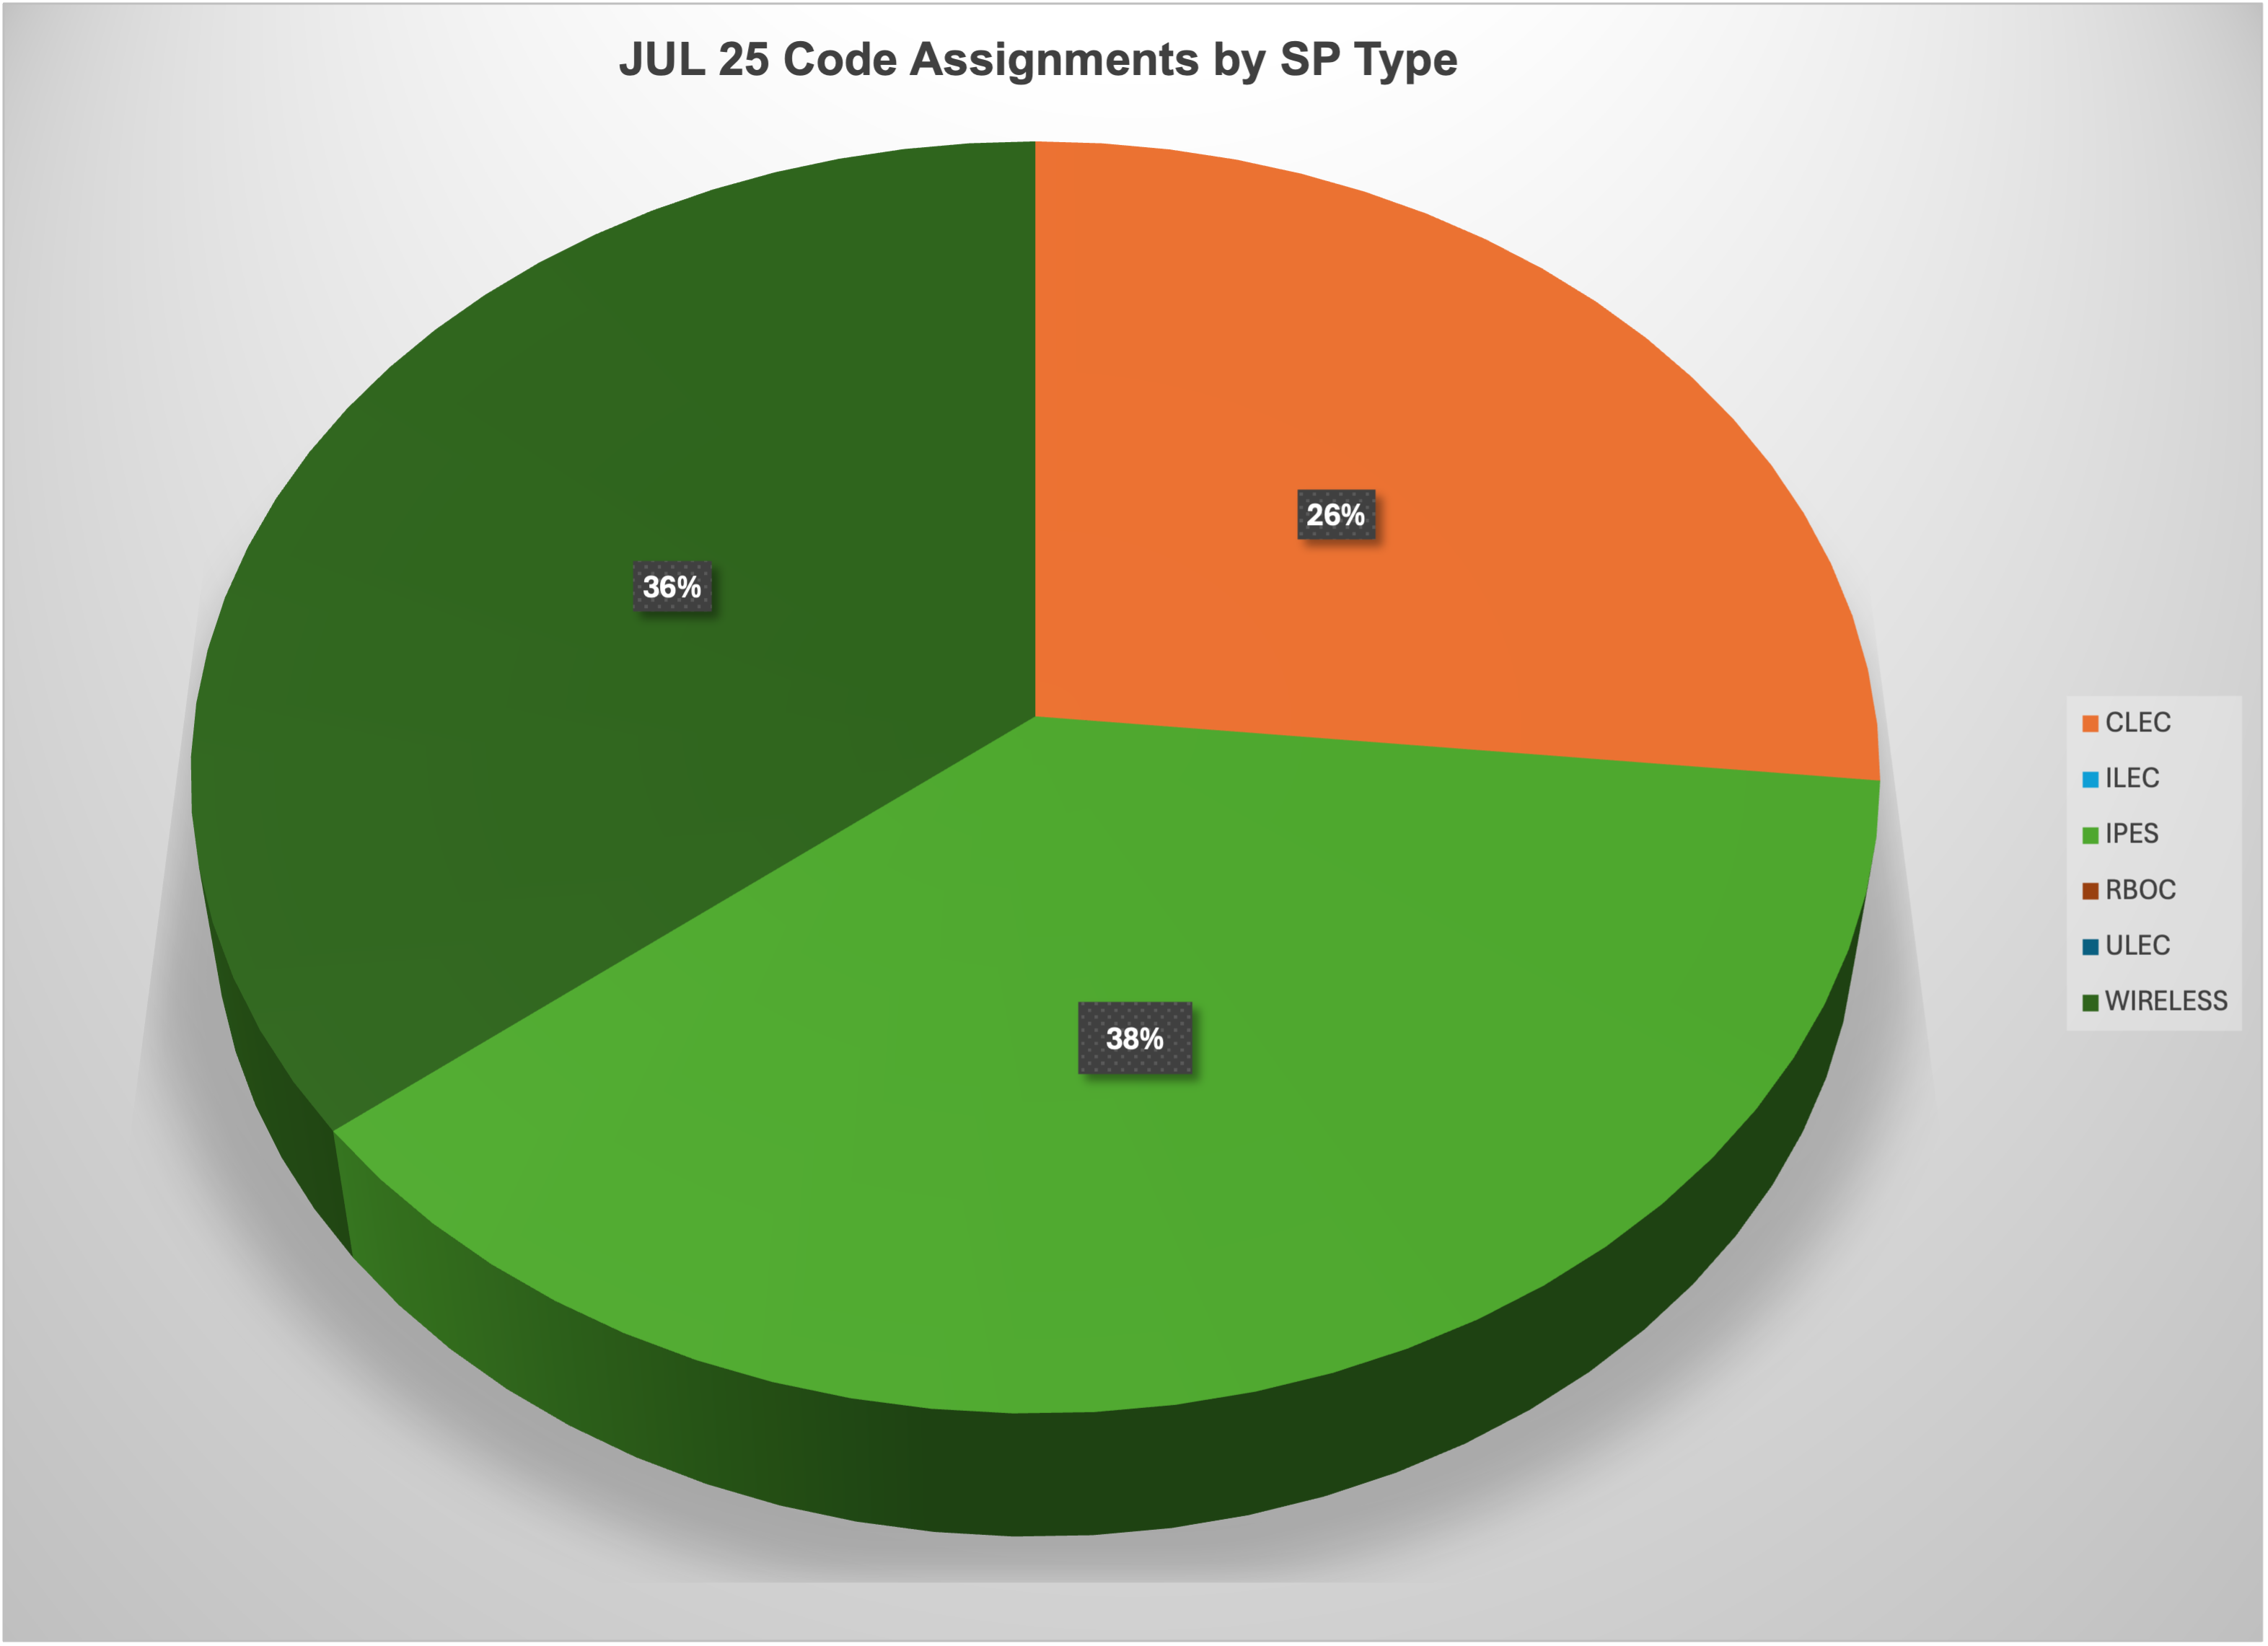 JUL 25 Code Assignments by SP Type
26%
36%
38%
CLEC
ILEC
IPES
RBOC
ULEC
WIRELESS